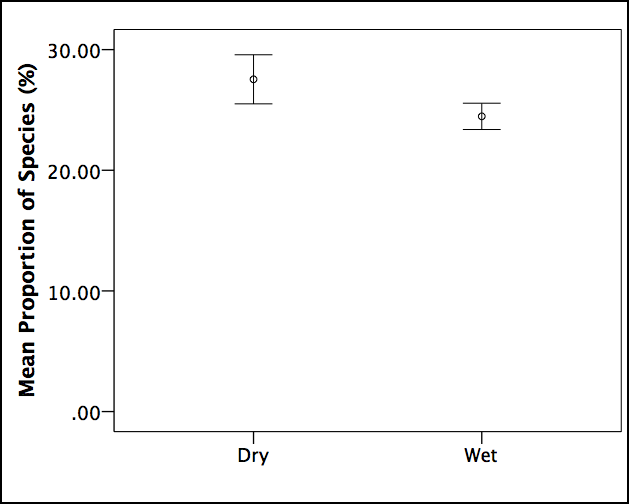 Mean Proportion of Species (%)
30.00
20.00
10.00
.00
Dry
Wet